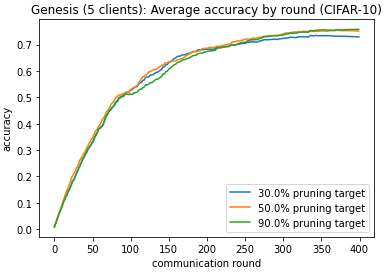 Genesis (5 clients): Average accuracy by round (CIFAR-10)
accuracy
0.7
0.6
0.5
0.4
0.3
0.2
0.1
0.0
30.0% pruning target
50.0% pruning target
90.0% pruning target
0 50 100 150 200 250 300 350 400
communication round